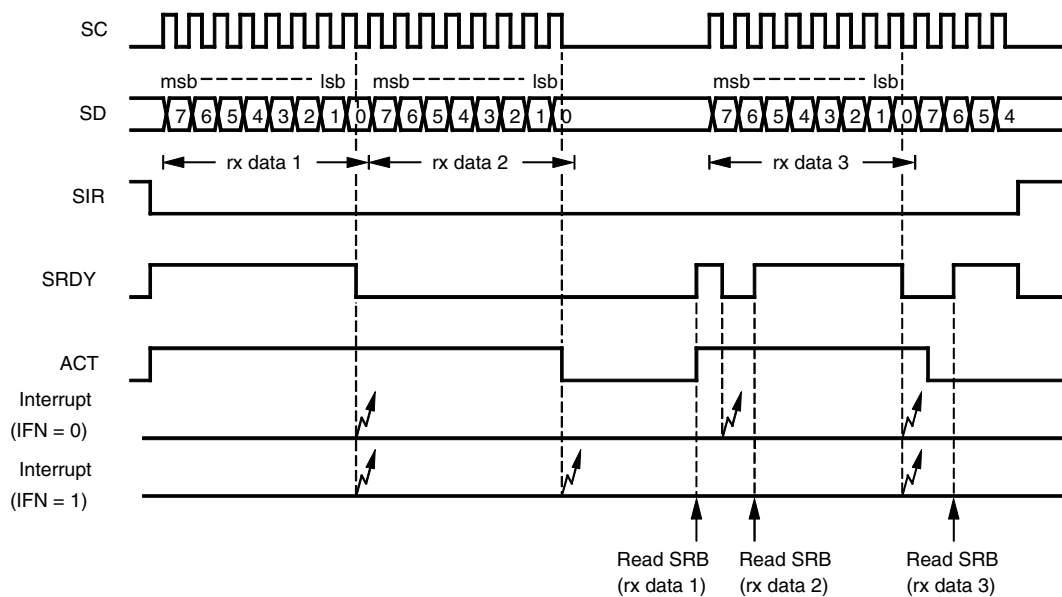 SC
msb lsb msb lsb msb lsb
SD 7 6 5 4 3 2 1 0 7 6 5 4 3 2 1 0 7 6 5 4 3 2 1 0 7 6 5 4
rx data 1 rx data 2 rx data 3
SIR
SRDY
ACT
Interrupt
(IFN = 0)
Interrupt
(IFN = 1)
Read SRB Read SRB Read SRB
(rx data 1) (rx data 2) (rx data 3)